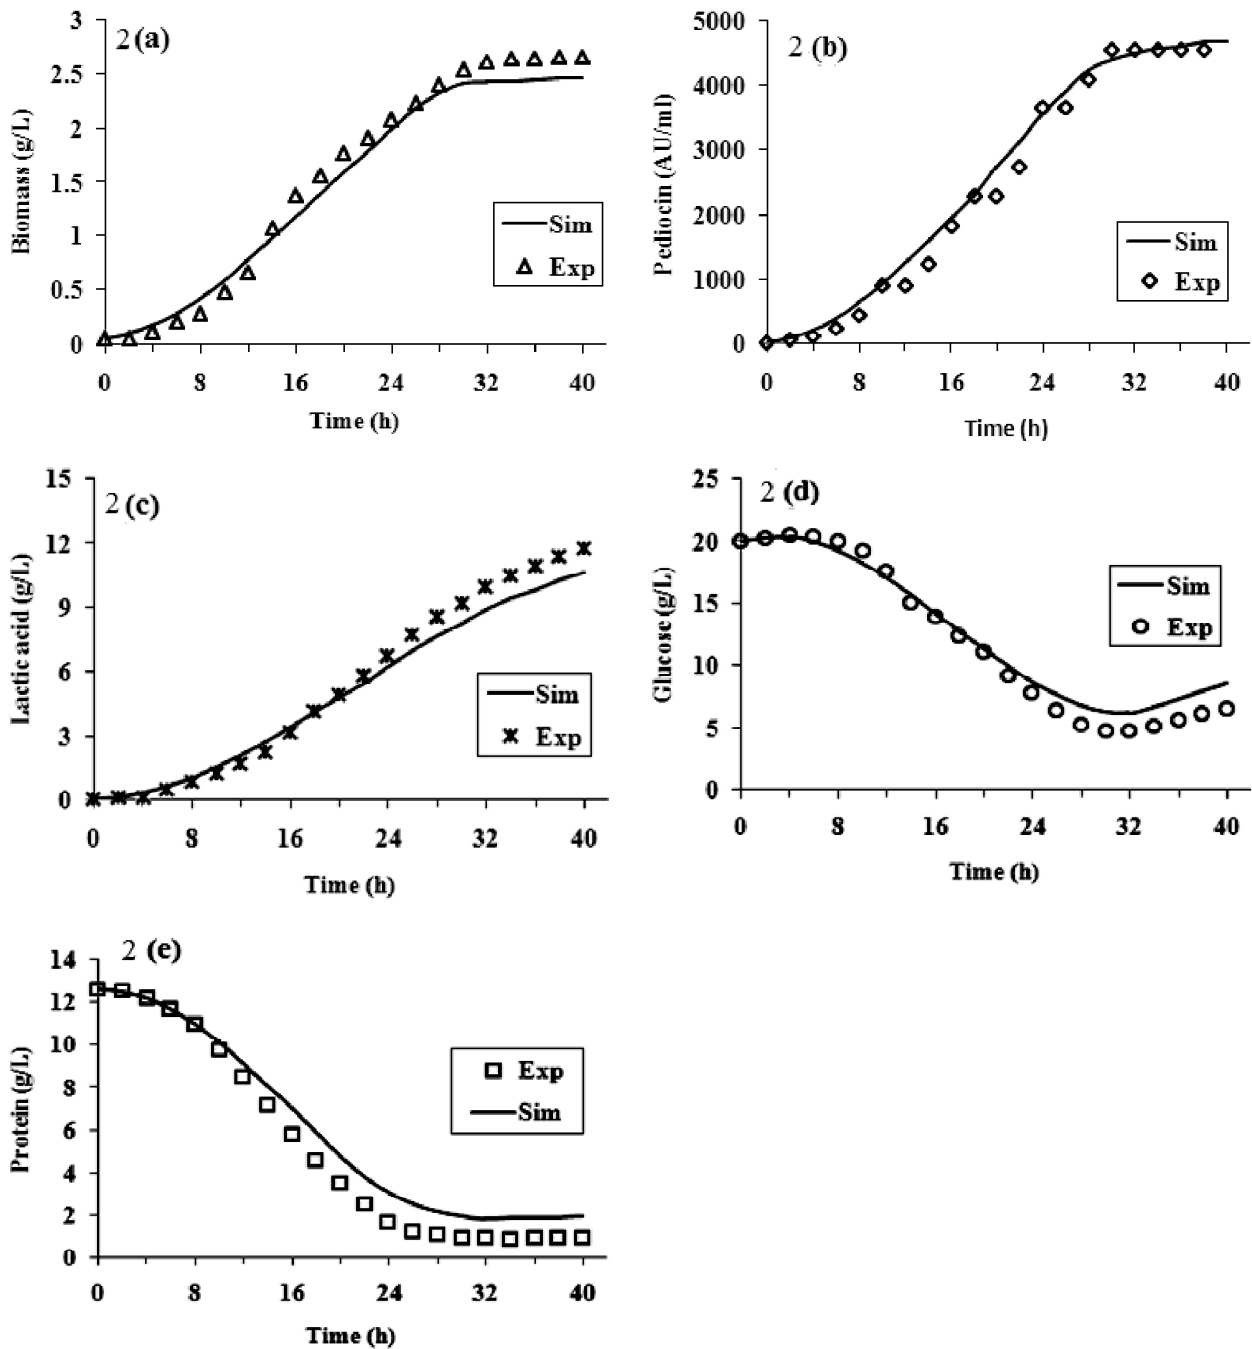 2 (a)
3
2.5
2
1.5
1
0.5
0
Biomass (g/L)
Sim
Exp
0 8 16 24 32 40
Time (h)
2 (b)
5000
4000
3000
2000
1000
0
Pediocin (AU/ml)
Sim
Exp
0 8 16 24 32 40
Time (h)
2 (c)
15
12
9
6
3
0
Lactic acid (g/L)
Sim
Exp
0 8 16 24 32 40
Time (h)
2 (d)
25
20
15
10
5
0
Glucose (g/L)
Sim
Exp
0 8 16 24 32 40
Time (h)
2 (e)
14
12
10
8
6
4
2
0
Protein (g/L)
Exp
Sim
0 8 16 24 32 40
Time (h)